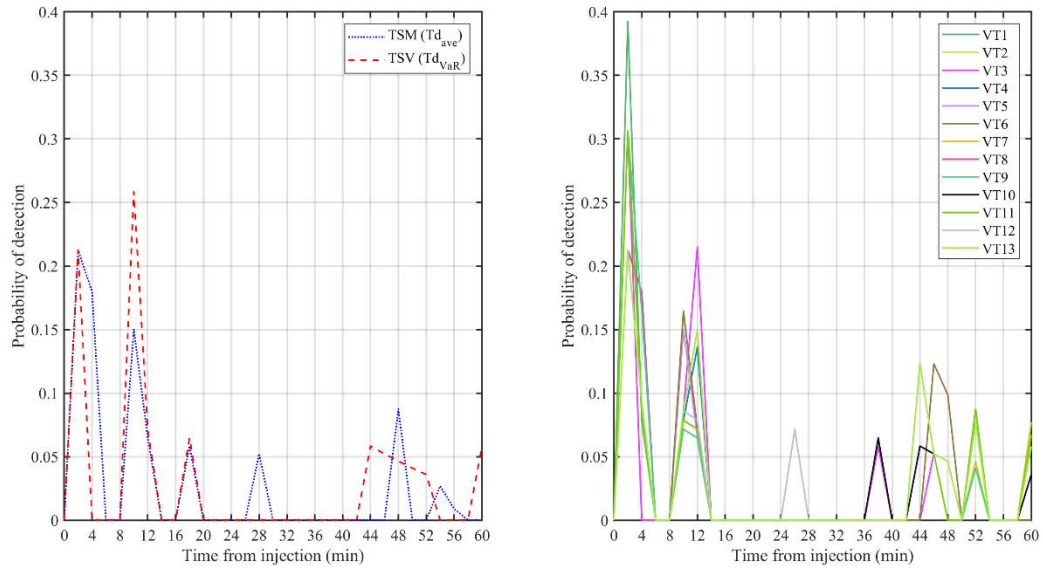 0.4
0.35
0.3
0.25
0.2
0.15
0.1
0.05
0
Probability of detection
TSM (Td_ave)
TSV (Td_VaR)
0 4 8 12 16 20 24 28 32 36 40 44 48 52 56 60
Time from injection (min)
0.4
0.35
0.3
0.25
0.2
0.15
0.1
0.05
0
Probability of detection
VT1
VT2
VT3
VT4
VT5
VT6
VT7
VT8
VT9
VT10
VT11
VT12
VT13
0 4 8 12 16 20 24 28 32 36 40 44 48 52 56 60
Time from injection (min)